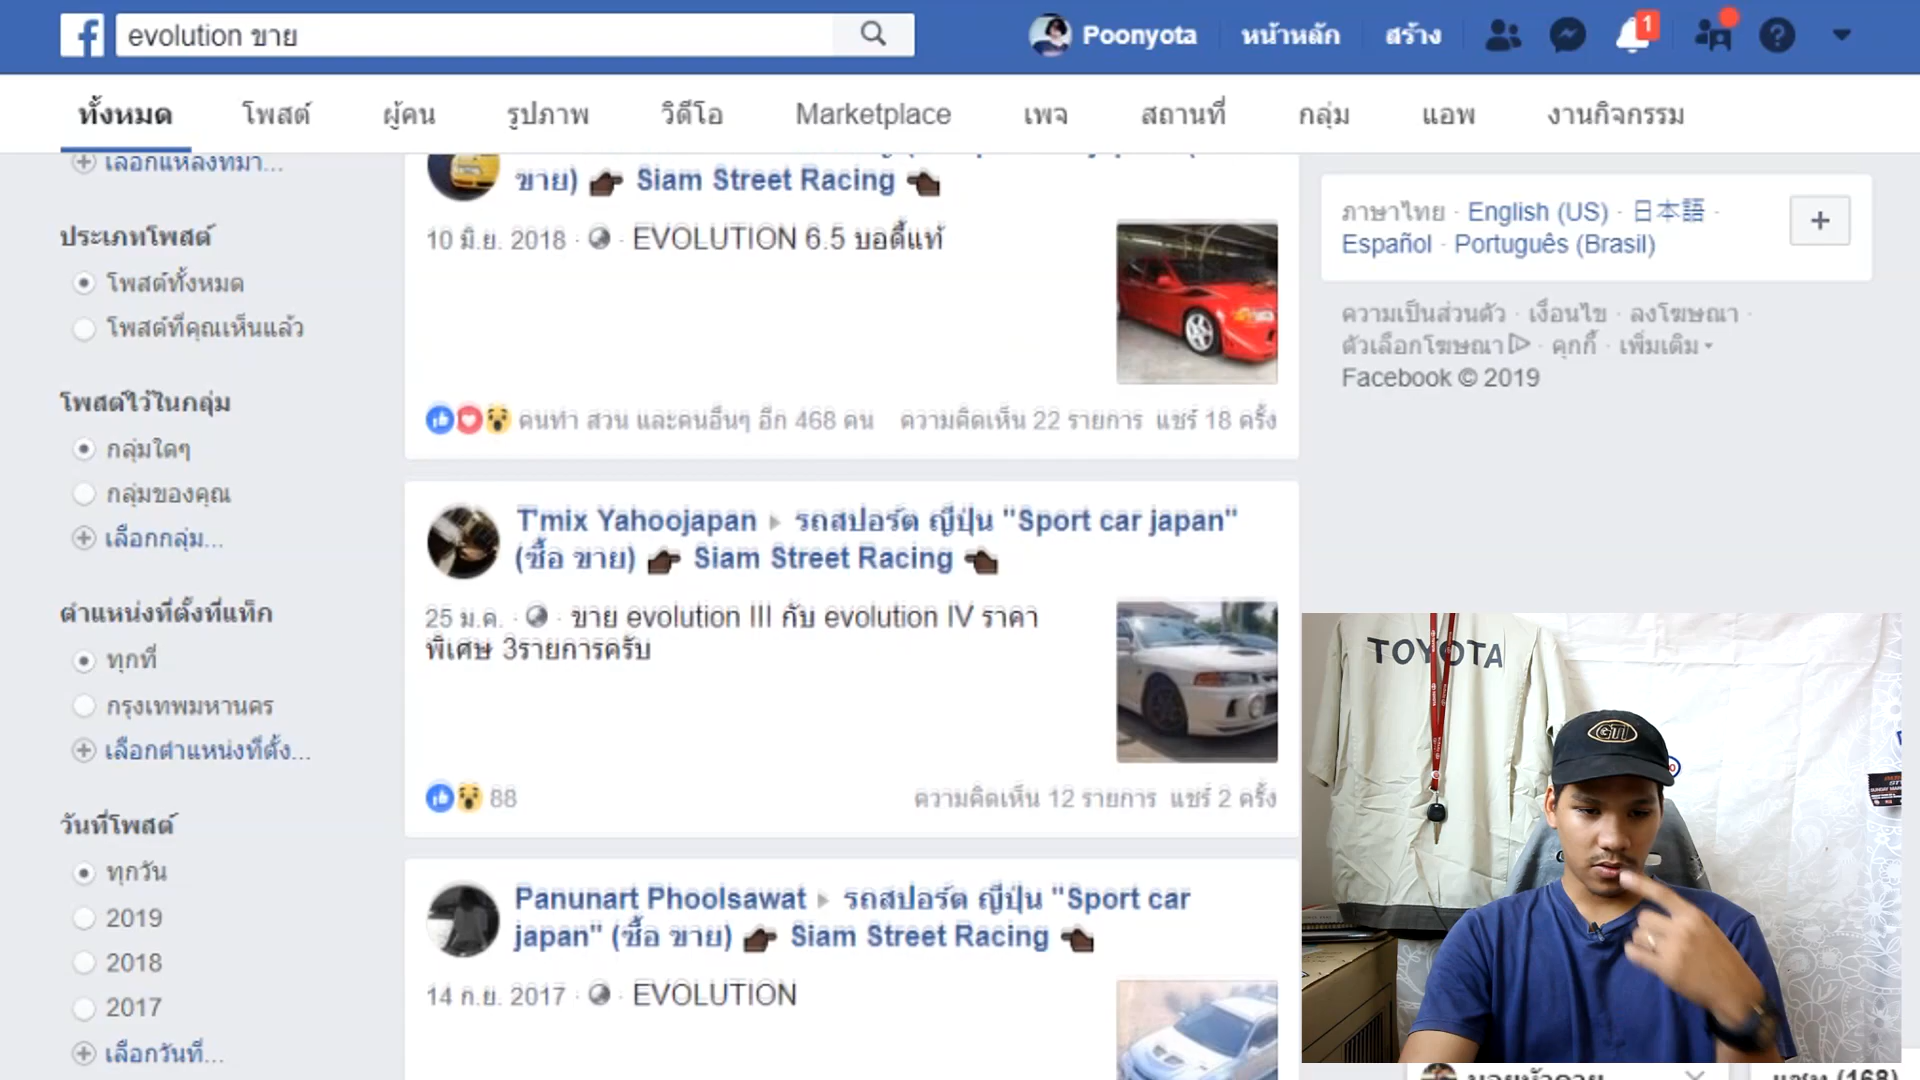 evolution ขาย
Poonyota
หน้าหลัก
สร้าง
1
ทั้งหมด
โพสต์
ผู้คน
รูปภาพ
วิดีโอ
Marketplace
เพจ
สถานที่
กลุ่ม
แอพ
งานกิจกรรม
เลือกแหล่งที่มา...
ประเภทโพสต์
โพสต์ทั้งหมด
โพสต์ที่คุณเห็นแล้ว
โพสต์ไว้ในกลุ่ม
กลุ่มใดๆ
กลุ่มของคุณ
เลือกกลุ่ม...
ตำแหน่งที่ตั้งที่แท็ก
ทุกที่
กรุงเทพมหานคร
เลือกตำแหน่งที่ตั้ง...
วันที่โพสต์
ทุกวัน
2019
2018
2017
เลือกวันที่...
ขาย) Siam Street Racing
10 มิ.ย. 2018 · EVOLUTION 6.5 บอดี้แท้
คนทำ สวน และคนอื่นๆ อีก 468 คน ความคิดเห็น 22 รายการ แชร์ 18 ครั้ง
T'mix Yahoojapan รถสปอร์ต ญี่ปุ่น "Sport car japan"
(ซื้อ ขาย) Siam Street Racing
25 ม.ค. · ขาย evolution III กับ evolution IV ราคา
พิเศษ 3รายการครับ
88 ความคิดเห็น 12 รายการ แชร์ 2 ครั้ง
Panunart Phoolsawat รถสปอร์ต ญี่ปุ่น "Sport car
japan" (ซื้อ ขาย) Siam Street Racing
14 ก.ย. 2017 · EVOLUTION
ภาษาไทย · English (US) · 日本語 ·
Español · Português (Brasil)
ความเป็นส่วนตัว · เงื่อนไข · ลงโฆษณา ·
ตัวเลือกโฆษณา · คุกกี้ · เพิ่มเติม
Facebook © 2019
TOYOTA
GTI
(168)